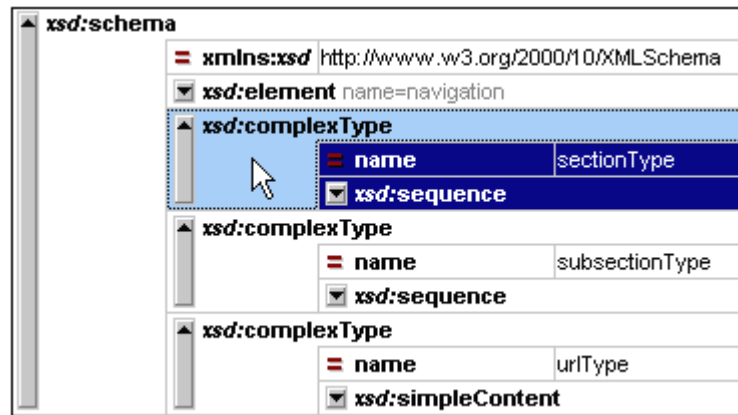 xsd:schema
= xmlns:xsd http://www.w3.org/2000/10/XMLSchema
xsd:element name=navigation
xsd:complexType
= name sectionType
xsd:sequence
xsd:complexType
= name subsectionType
xsd:sequence
xsd:complexType
= name urlType
xsd:simpleContent